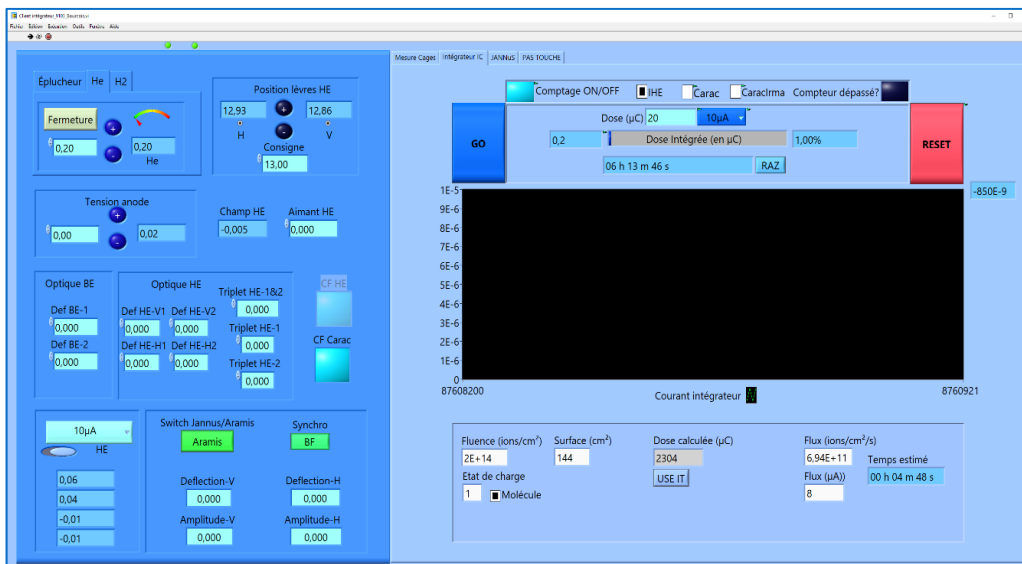 Client intégrateur_9100_Source6.vi
Fichier Edition Exécution Outils Fenêtre Aide
Éplucheur He H2
Fermeture
0,20
0,20
He
Position lèvres HE
12,93
12,86
H
V
Consigne
13,00
Tension anode
0,00
0,02
Champ HE
-0,005
Aimant HE
0,000
Optique BE
Def BE-1
0,000
Def BE-2
0,000
Optique HE
Def HE-V1 Def HE-V2
0,000 0,000
Def HE-H1 Def HE-H2
0,000 0,000
Triplet HE-1&2
0,000
Triplet HE-1
0,000
Triplet HE-2
0,000
CF HE
CF Carac
10µA
HE
0,06
0,04
-0,01
-0,01
Switch Jannus/Aramis
Aramis
Synchro
BF
Deflection-V Deflection-H
0,000 0,000
Amplitude-V Amplitude-H
0,000 0,000
Mesure Cages Intégrateur IC JANNuS PAS TOUCHE
Comptage ON/OFF IHE Carac CaracIrma Compteur dépassé?
GO
Dose (µC) 20 10µA
0,2 Dose Intégrée (en µC) 1,00%
06 h 13 m 46 s RAZ
RESET
-850E-9
1E-5
9E-6
8E-6
7E-6
6E-6
5E-6
4E-6
3E-6
2E-6
1E-6
0
87608200 8760921
Courant intégrateur
Fluence (ions/cm²) Surface (cm²) Dose calculée (µC) Flux (ions/cm²/s)
2E+14 144 2304 6,94E+11
Etat de charge
1 Molécule
USE IT
Flux (µA))
8
Temps estimé
00 h 04 m 48 s